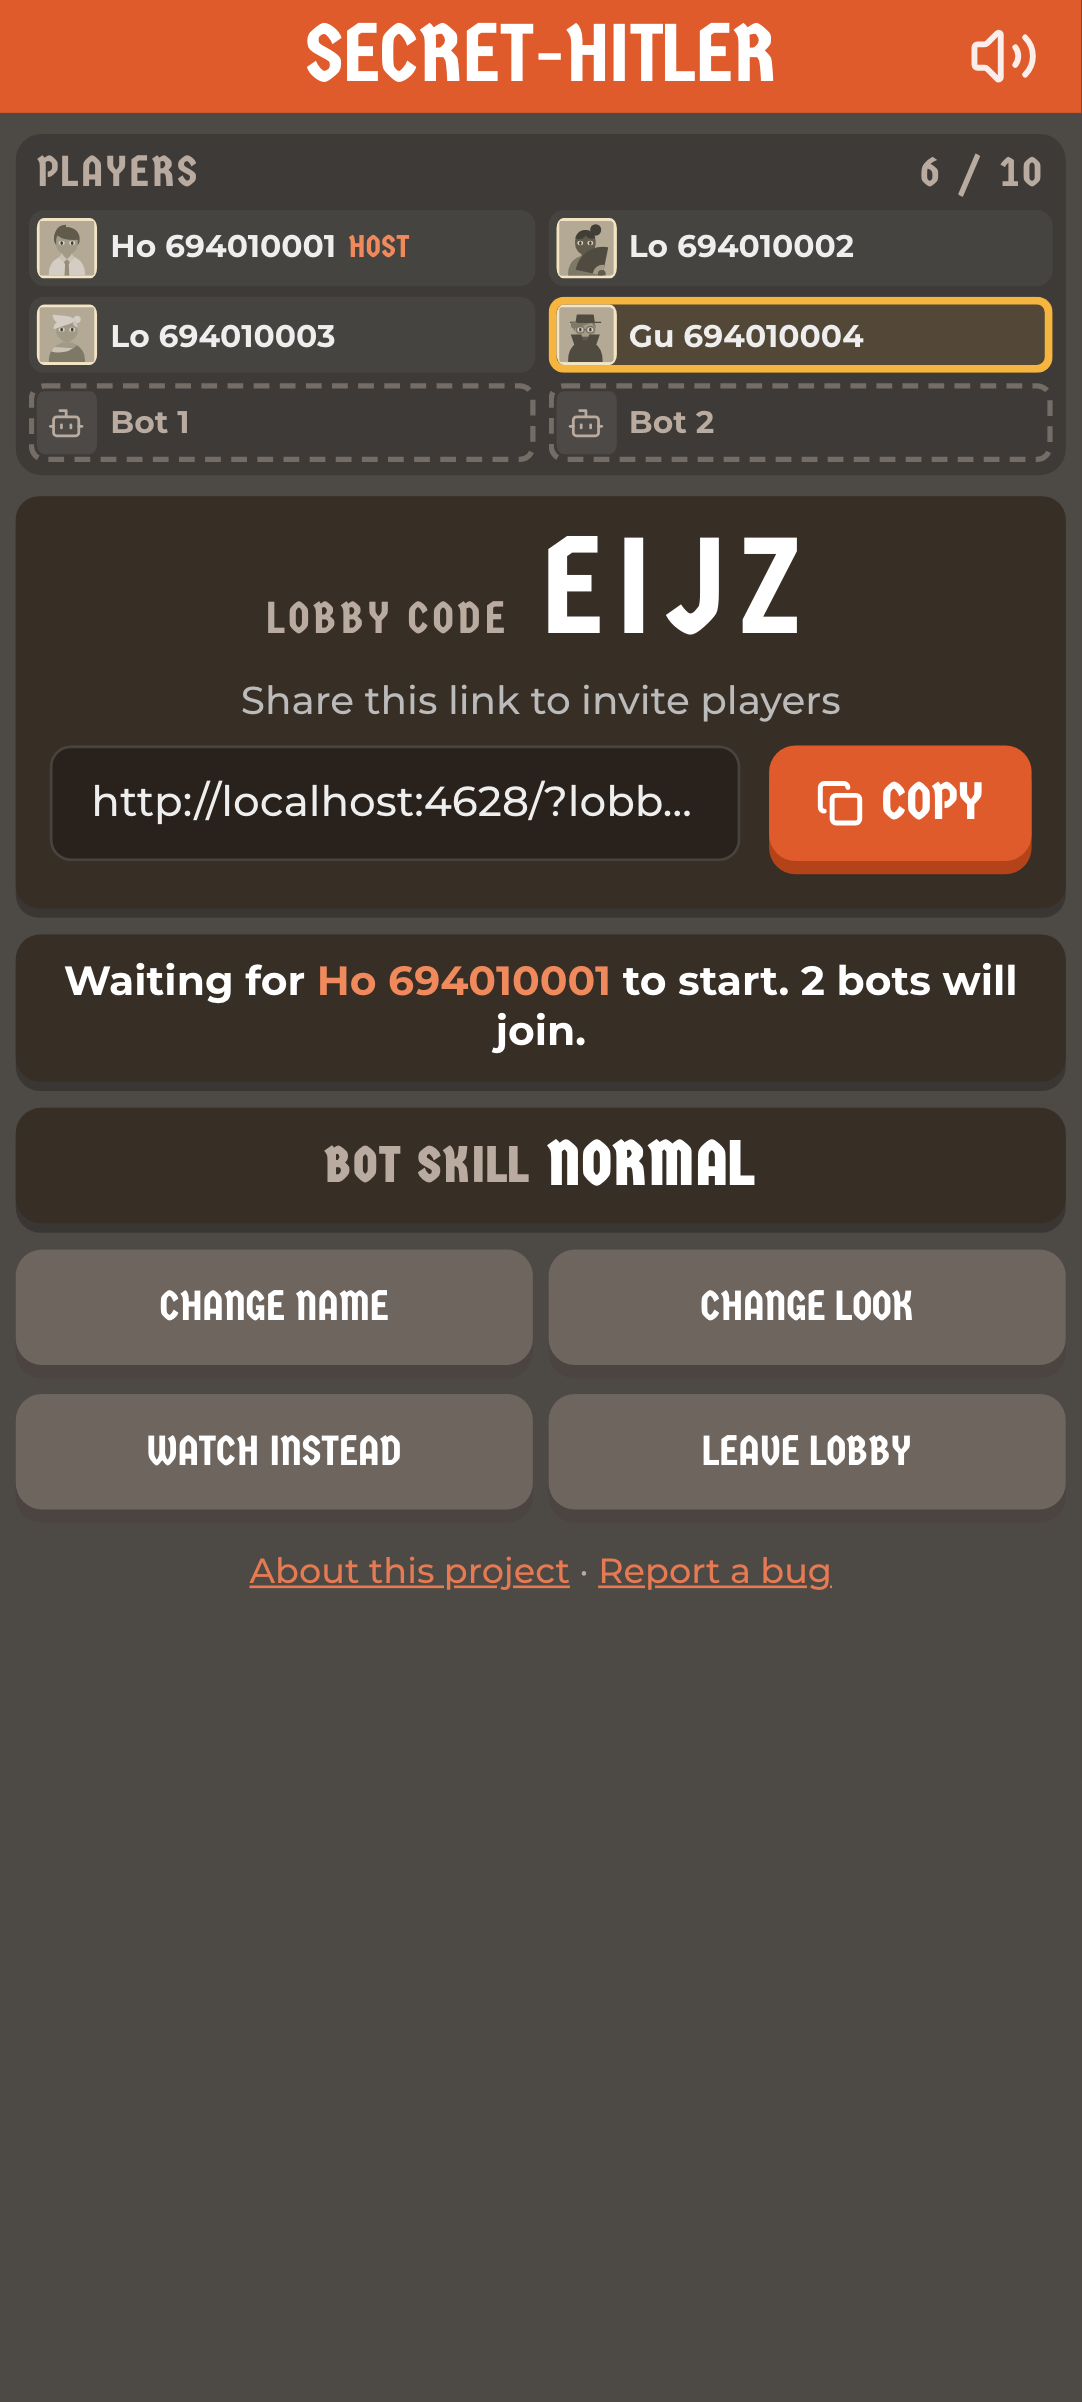 SECRET-HITLER
PLAYERS 6 / 10
Ho 694010001 HOST
Lo 694010002
Lo 694010003
Gu 694010004
Bot 1
Bot 2
LOBBY CODE EIJZ
Share this link to invite players
http://localhost:4628/?lobb...
COPY
Waiting for Ho 694010001 to start. 2 bots will
join.
BOT SKILL NORMAL
CHANGE NAME
CHANGE LOOK
WATCH INSTEAD
LEAVE LOBBY
About this project · Report a bug